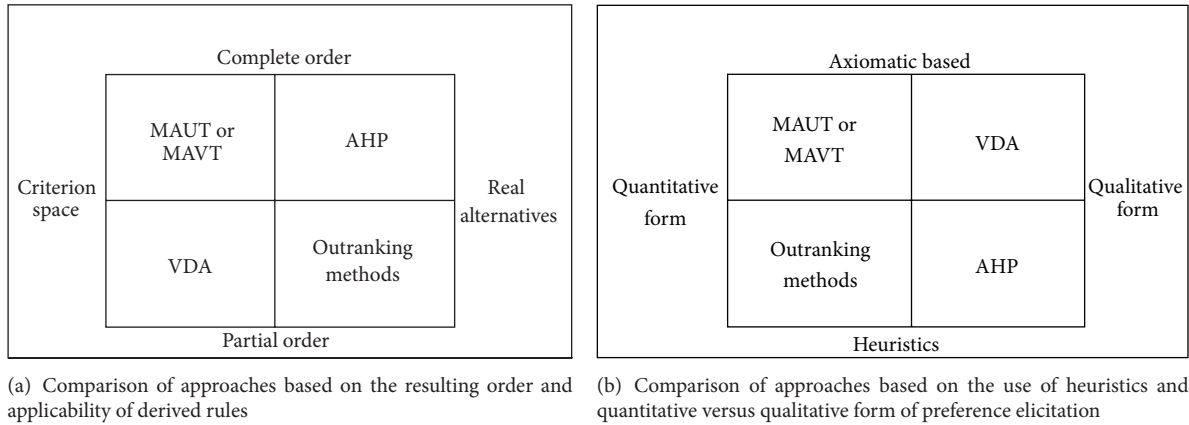 Complete order
MAUT or
MAVT
AHP
Criterion
space
Real
alternatives
VDA
Outranking
methods
Partial order
(a) Comparison of approaches based on the resulting order and
applicability of derived rules
Axiomatic based
MAUT or
MAVT
VDA
Quantitative
form
Qualitative
form
Outranking
methods
AHP
Heuristics
(b) Comparison of approaches based on the use of heuristics and
quantitative versus qualitative form of preference elicitation